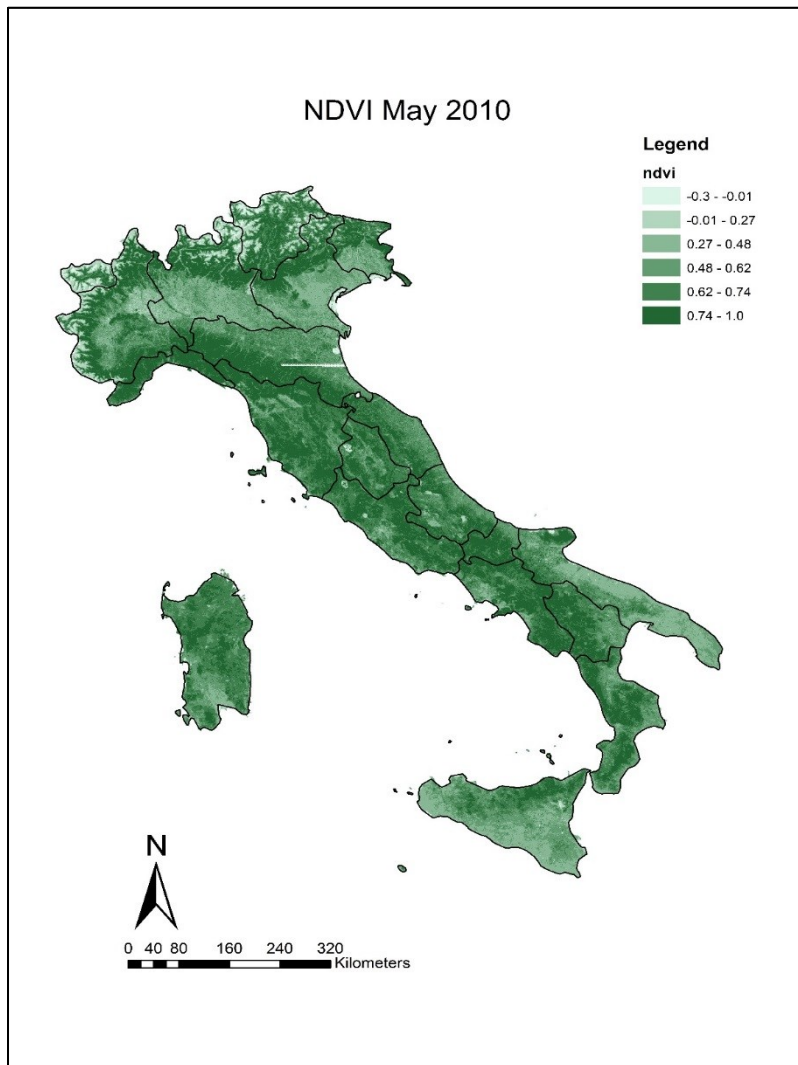 NDVI May 2010
Legend
ndvi
-0.3 - -0.01
-0.01 - 0.27
0.27 - 0.48
0.48 - 0.62
0.62 - 0.74
0.74 - 1.0
N
0 40 80 160 240 320
Kilometers